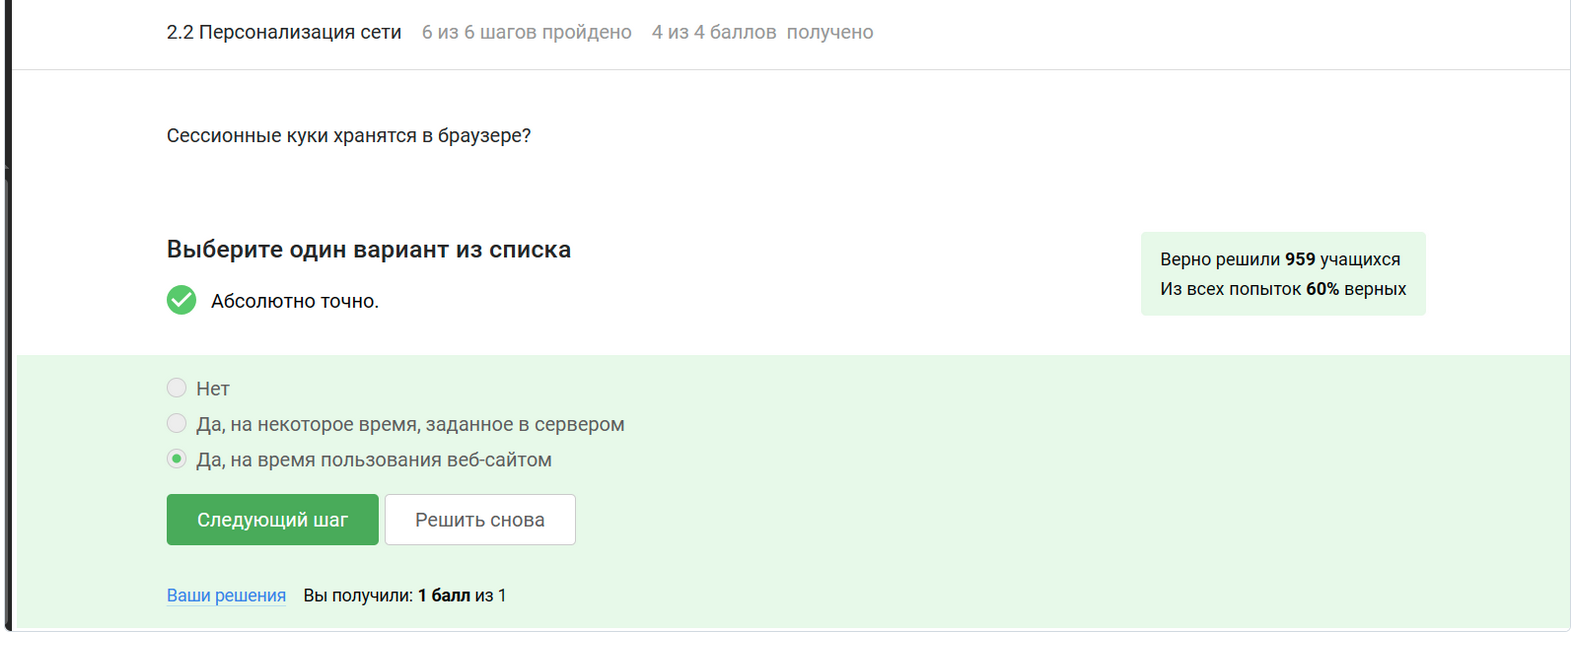 2.2 Персонализация сети 6 из 6 шагов пройдено 4 из 4 баллов получено
Сессионные куки хранятся в браузере?
Выберите один вариант из списка
Абсолютно точно.
Верно решили 959 учащихся
Из всех попыток 60% верных
Нет
Да, на некоторое время, заданное в сервером
Да, на время пользования веб-сайтом
Следующий шаг Решить снова
Ваши решения Вы получили: 1 балл из 1